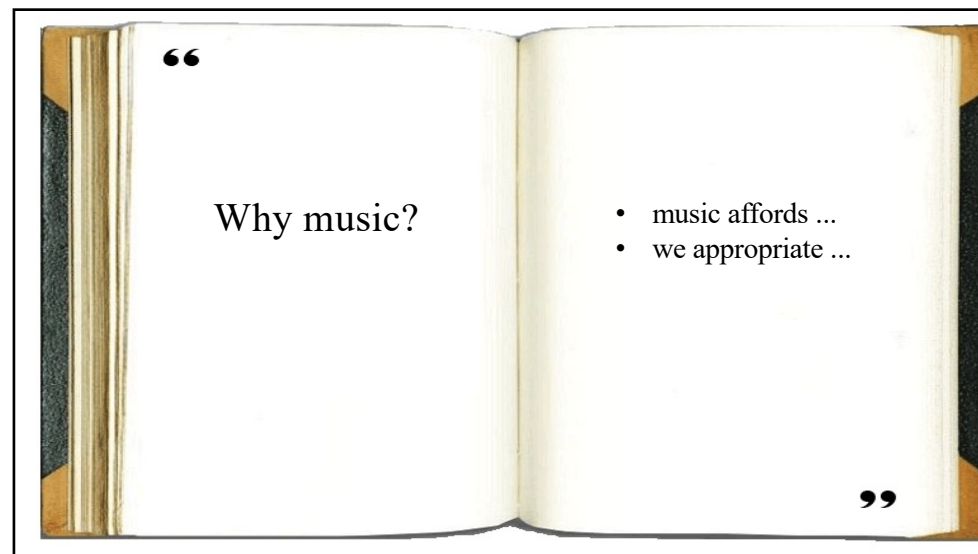 “
Why music?
• music affords ...
• we appropriate ...
”